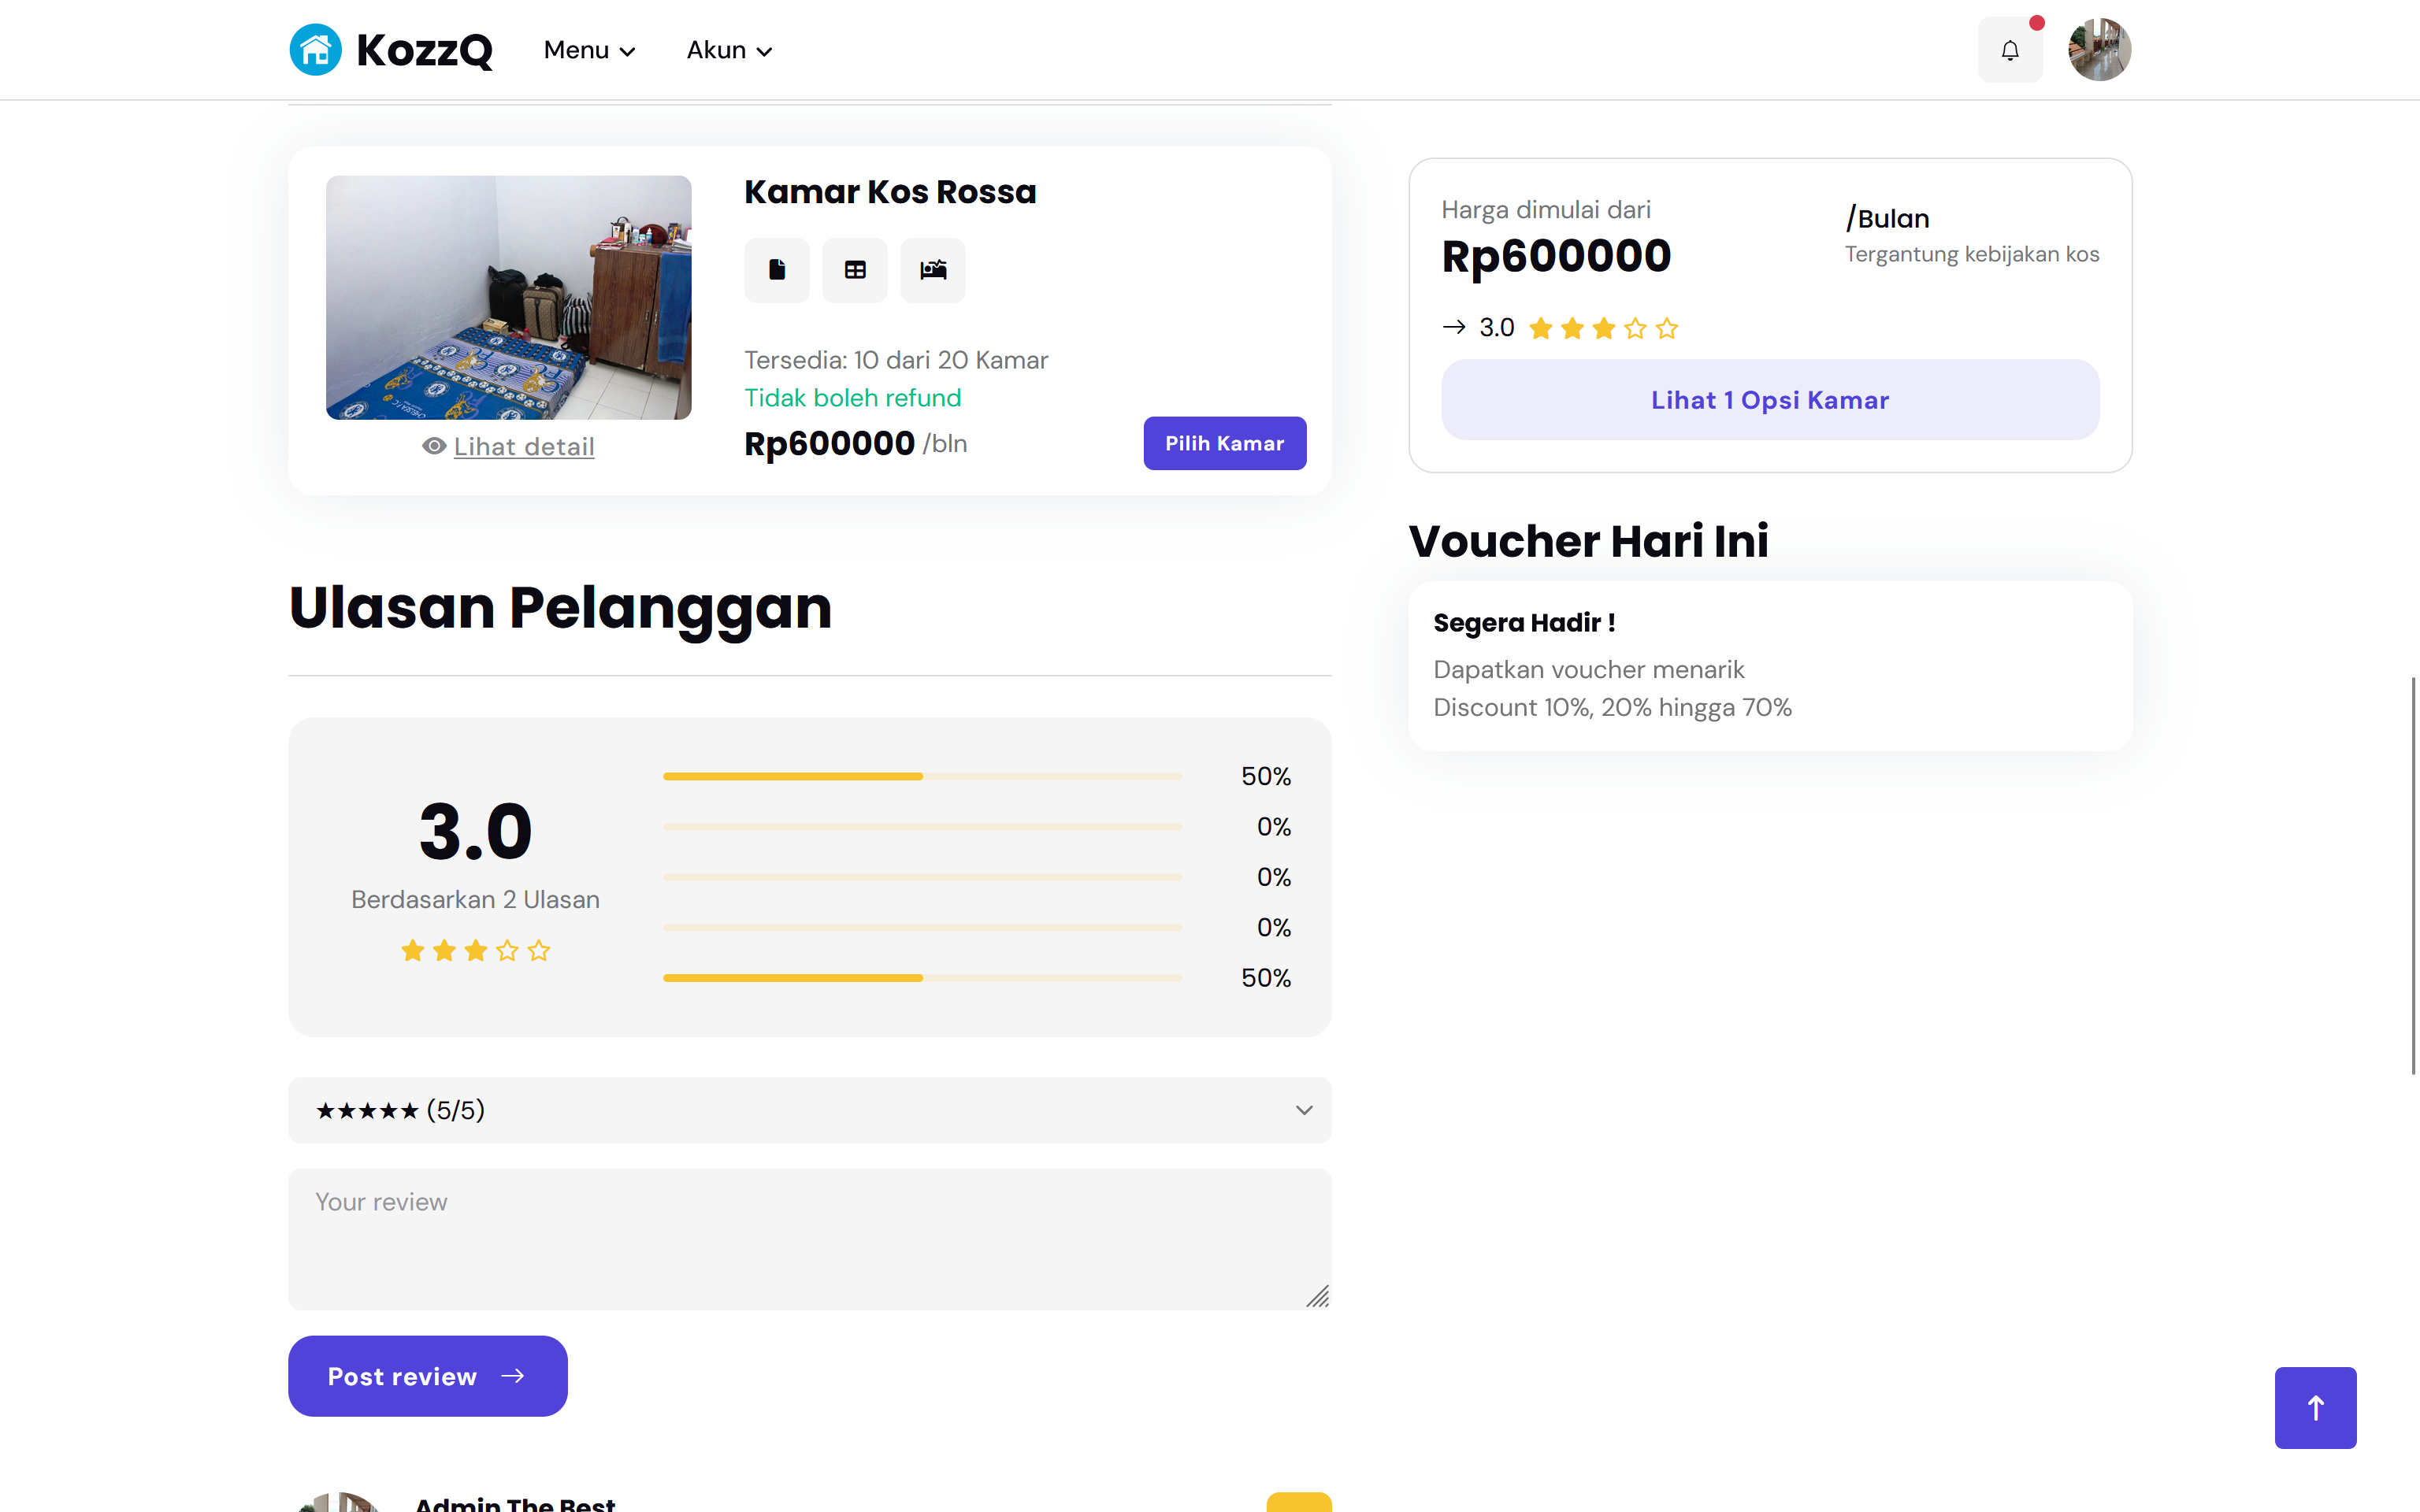 KozzQ
Menu
Akun
Kamar Kos Rossa
Tersedia: 10 dari 20 Kamar
Tidak boleh refund
Rp600000 /bln
Pilih Kamar
Lihat detail
Harga dimulai dari
Rp600000
/Bulan
Tergantung kebijakan kos
3.0
Lihat 1 Opsi Kamar
Voucher Hari Ini
Segera Hadir !
Dapatkan voucher menarik
Discount 10%, 20% hingga 70%
Ulasan Pelanggan
3.0
Berdasarkan 2 Ulasan
50%
0%
0%
0%
50%
★★★★★ (5/5)
Your review
Post review
Admin The Best